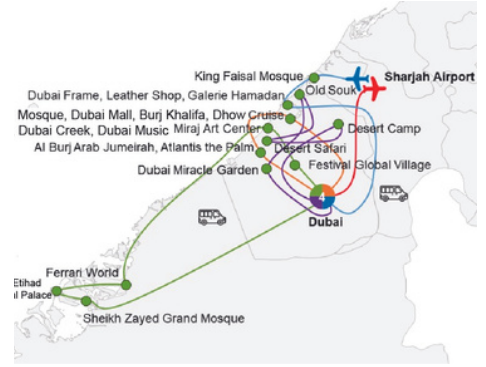 King Faisal Mosque
Sharjah Airport
Old Souk
Dubai Frame, Leather Shop, Galerie Hamadan
Mosque, Dubai Mall, Burj Khalifa, Dhow Cruise
Dubai Creek, Dubai Music
Miraj Art Center
Desert Camp
Al Burj Arab Jumeirah, Atlantis the Palm
Desert Safari
Dubai Miracle Garden
Festival Global Village
4
Dubai
Ferrari World
Etihad
Palace
Sheikh Zayed Grand Mosque